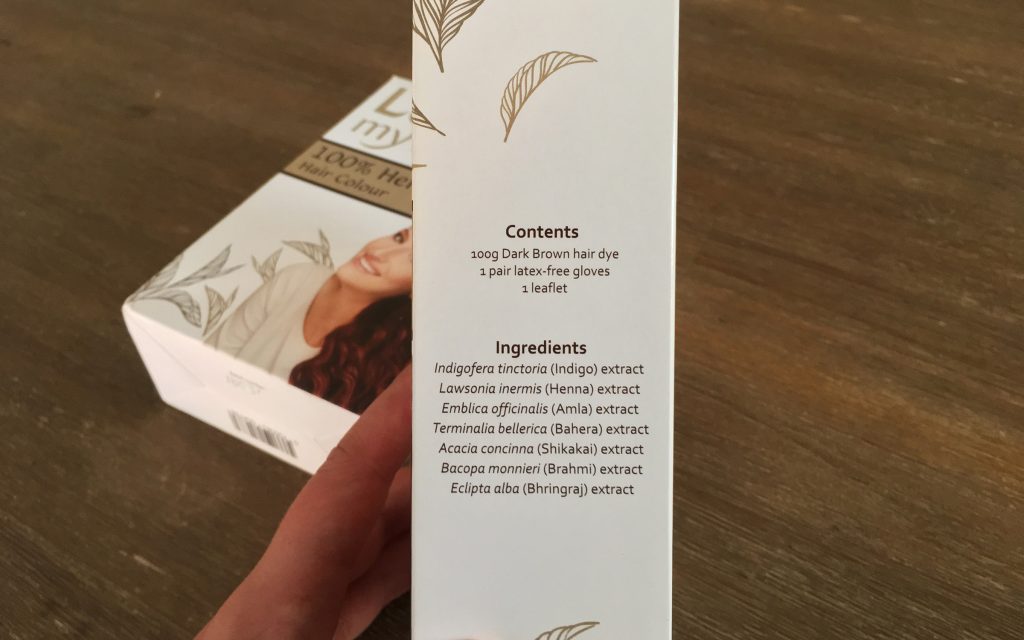 my
100%
Hair Colour
Contents
100g Dark Brown hair dye
1 pair latex-free gloves
1 leaflet
Ingredients
Indigofera tinctoria (Indigo) extract
Lawsonia inermis (Henna) extract
Emblica officinalis (Amla) extract
Terminalia bellerica (Bahera) extract
Acacia concinna (Shikakai) extract
Bacopa monnieri (Brahmi) extract
Eclipta alba (Bhringraj) extract